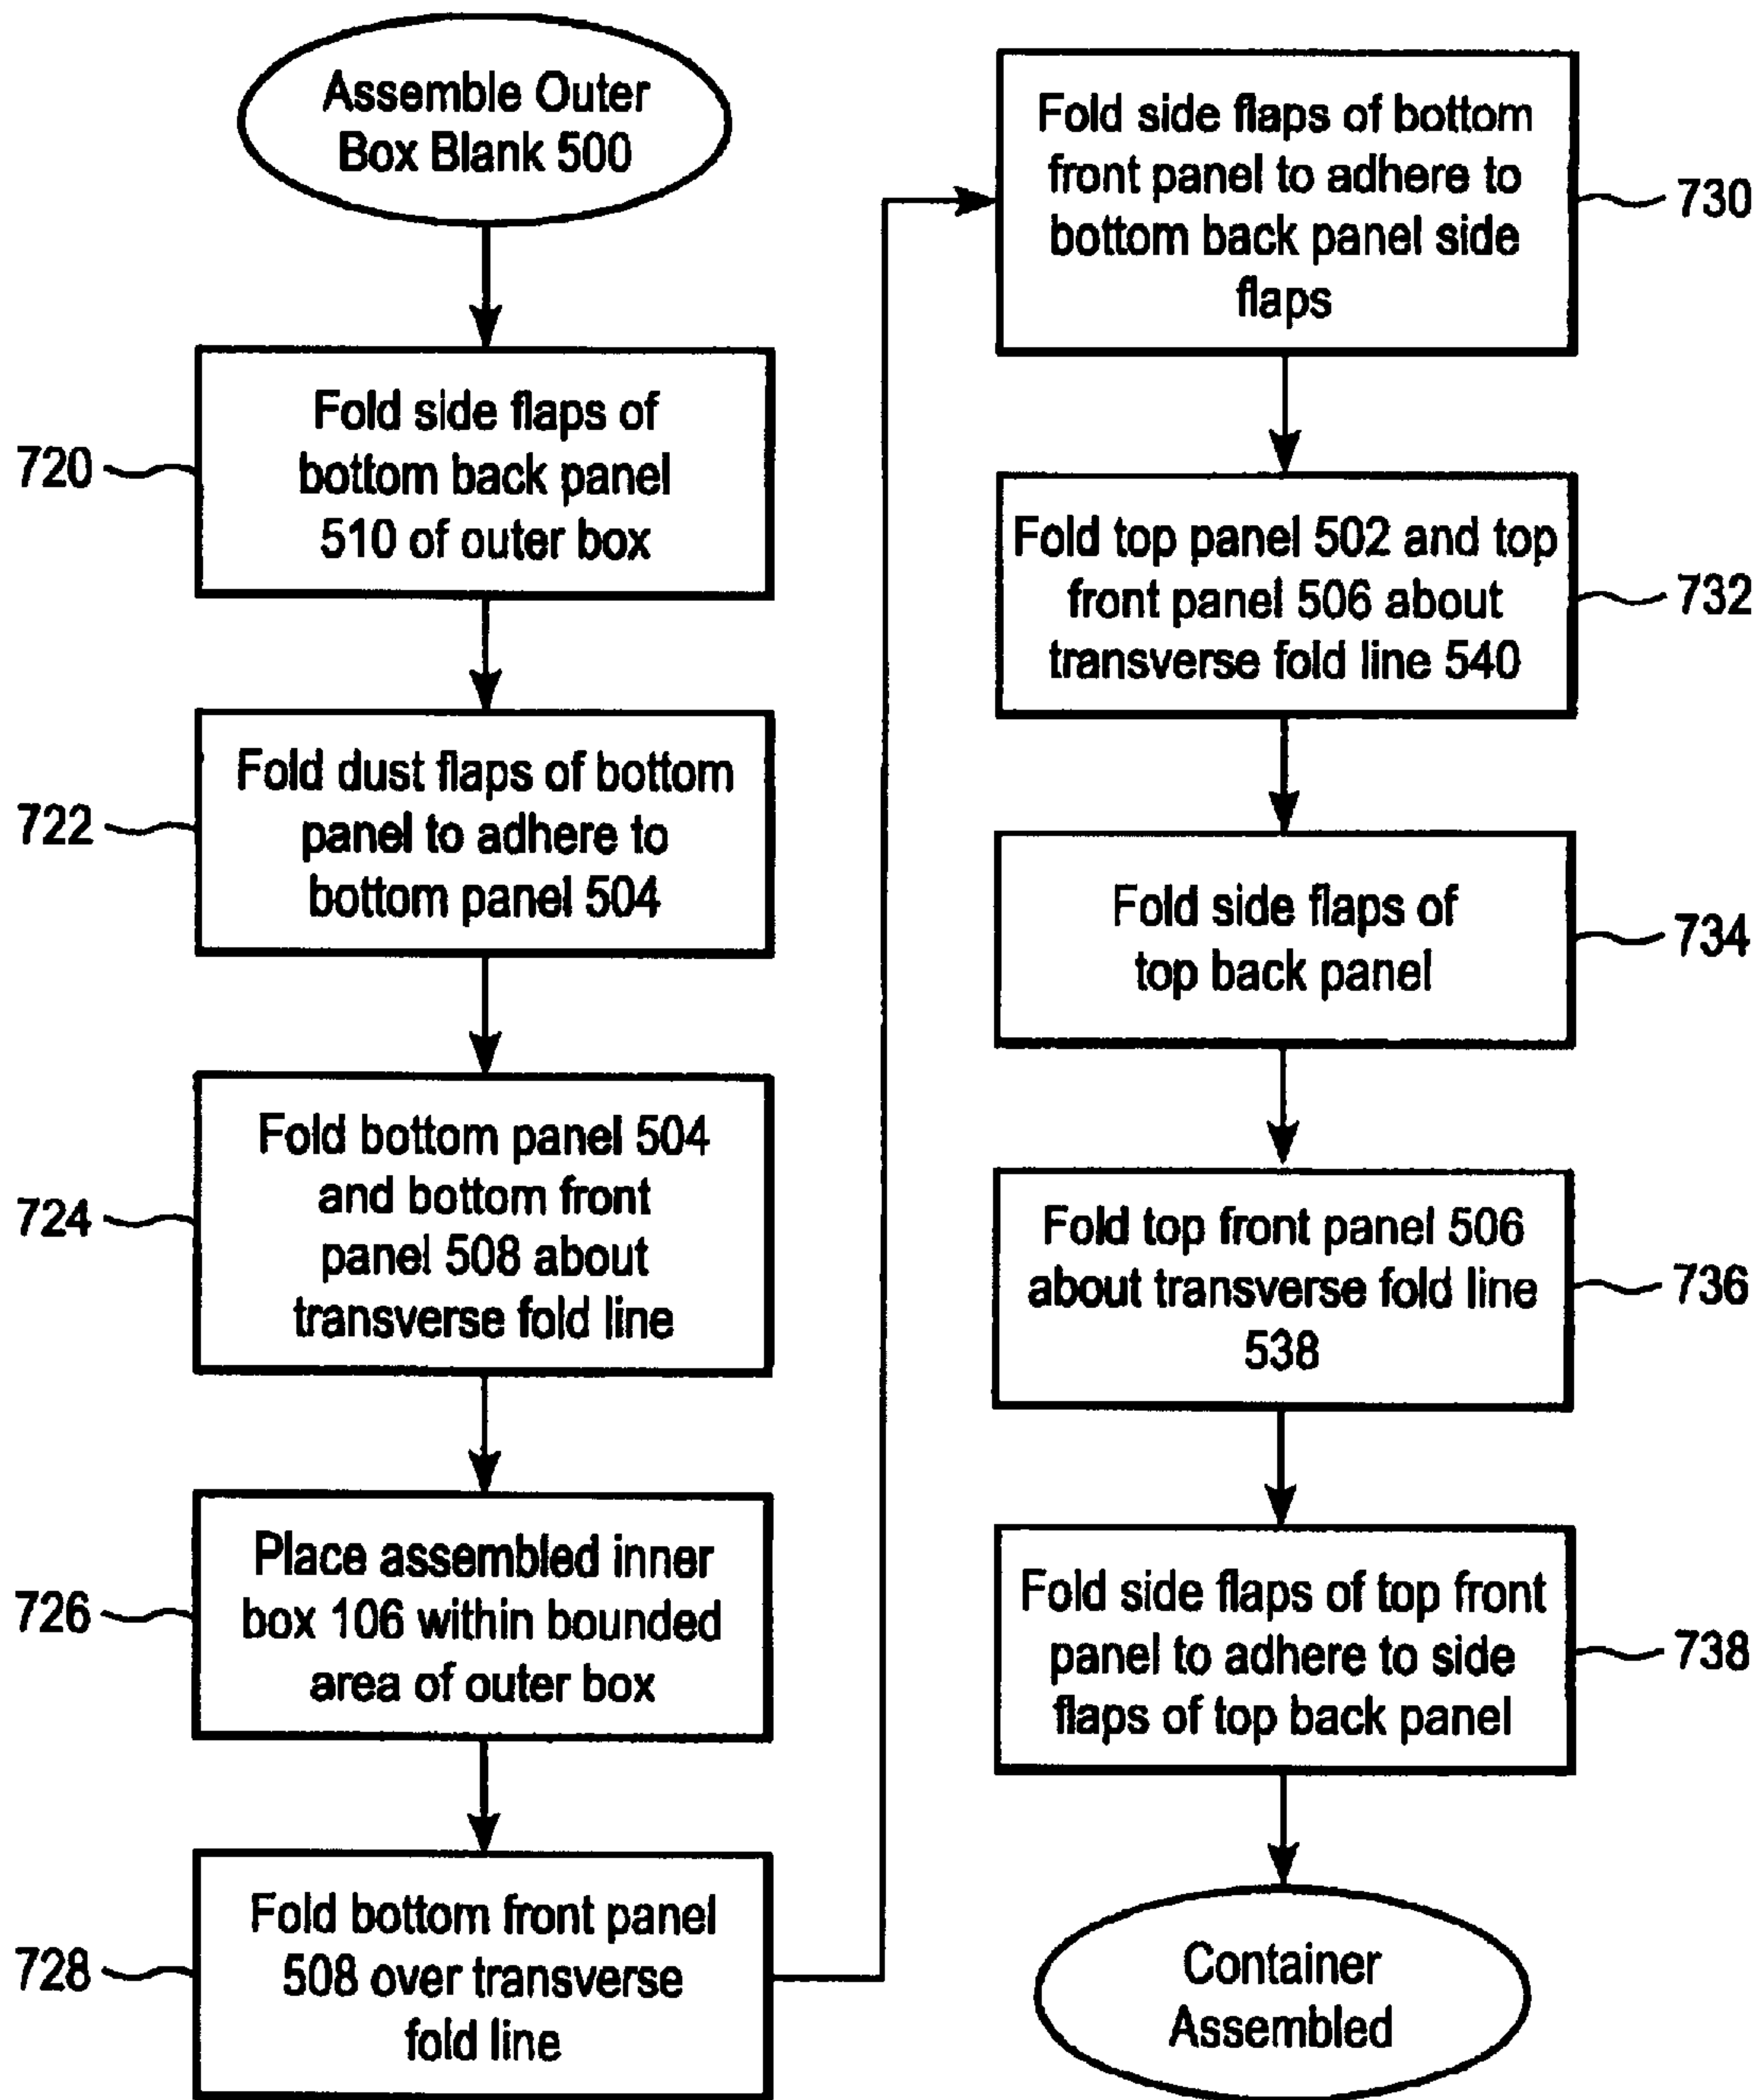 Assemble Outer
Box Blank 500
720
Fold side flaps of
bottom back panel
510 of outer box
722
Fold dust flaps of bottom
panel to adhere to
bottom panel 504
724
Fold bottom panel 504
and bottom front
panel 508 about
transverse fold line
726
Place assembled inner
box 106 within bounded
area of outer box
728
Fold bottom front panel
508 over transverse
fold line
Fold side flaps of bottom
front panel to adhere to
bottom back panel side
flaps
730
Fold top panel 502 and top
front panel 506 about
transverse fold line 540
732
Fold side flaps of
top back panel
734
Fold top front panel 506
about transverse fold line
538
736
Fold side flaps of top front
panel to adhere to side
flaps of top back panel
738
Container
Assembled